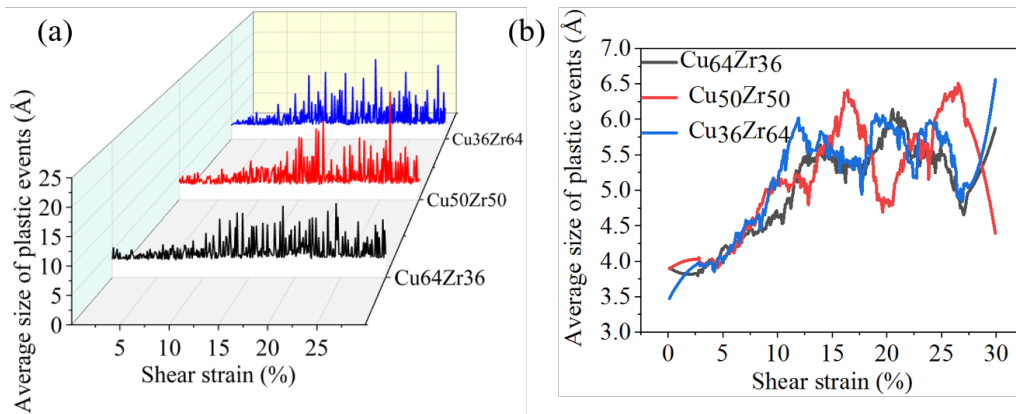 (a)
Average size of plastic events (Å)
25
20
15
10
5
0
5
10
15
20
25
Shear strain (%)
Cu36Zr64
Cu50Zr50
Cu64Zr36
(b)
Average size of plastic events (Å)
7.0
6.5
6.0
5.5
5.0
4.5
4.0
3.5
3.0
Cu64Zr36
Cu50Zr50
Cu36Zr64
0
5
10
15
20
25
30
Shear strain (%)